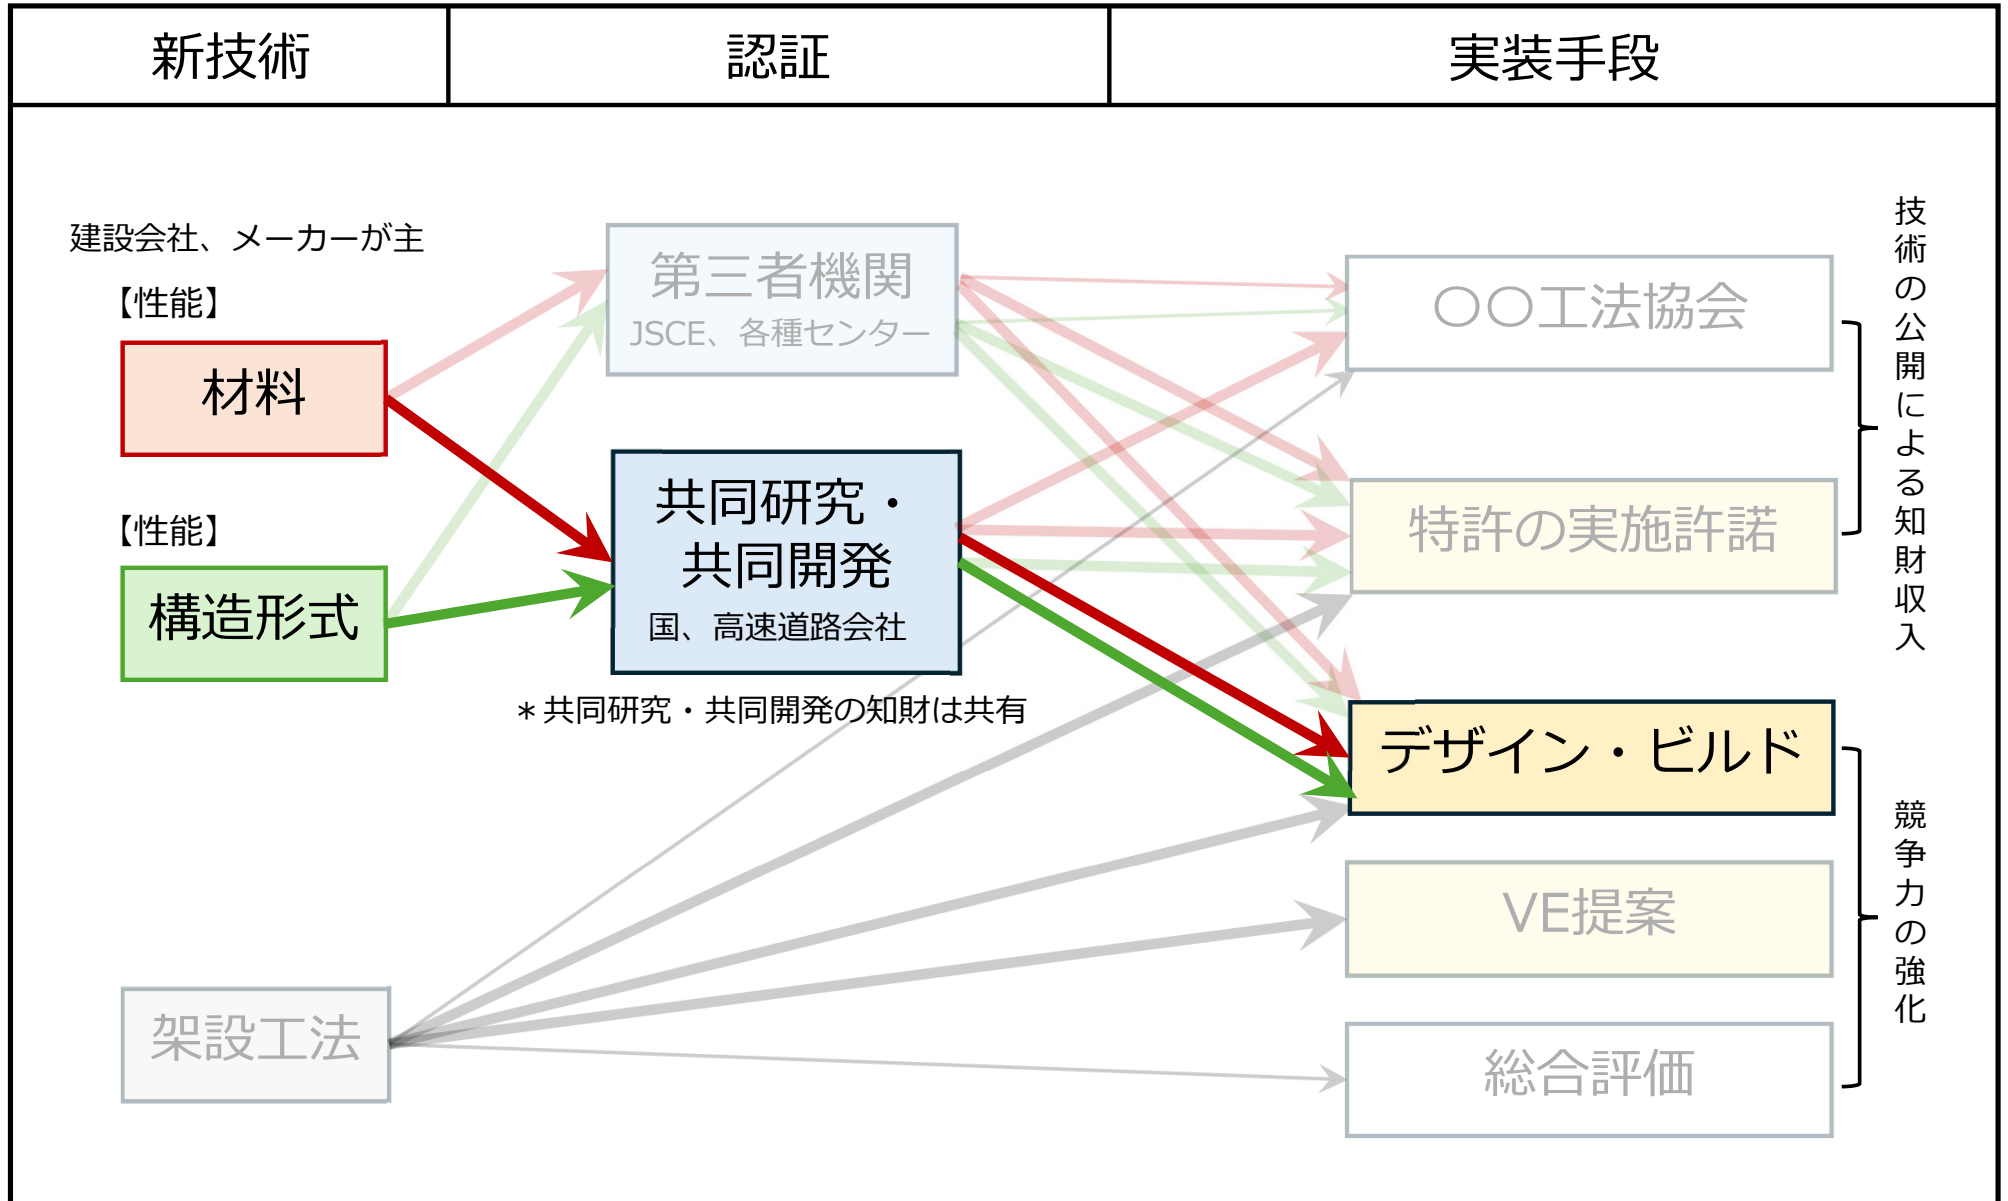 新技術
認証
実装手段
建設会社、メーカーが主
【性能】
材料
【性能】
構造形式
架設工法
第三者機関
JSCE、各種センター
共同研究・
共同開発
国、高速道路会社
＊共同研究・共同開発の知財は共有
〇〇工法協会
特許の実施許諾
デザイン・ビルド
VE提案
総合評価
技術の公開による知財収入
競争力の強化